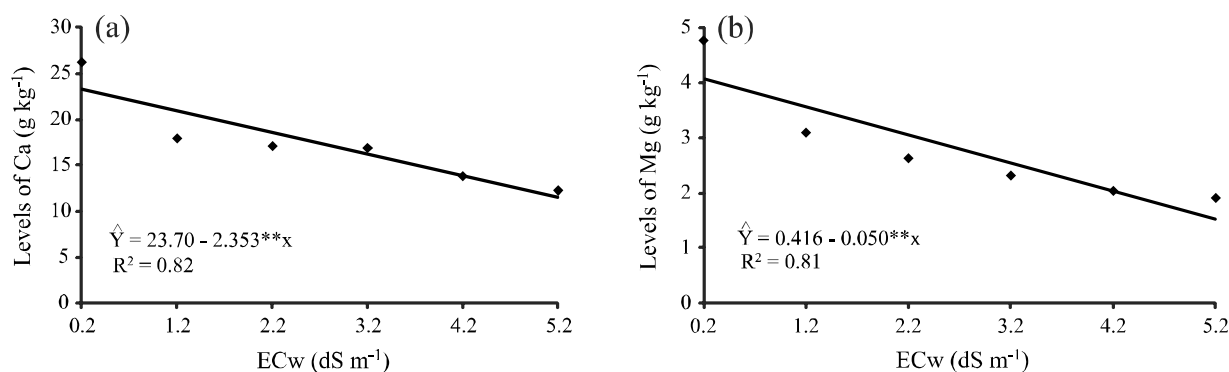 (a)
30
25
20
15
10
5
0
Levels of Ca (g kg⁻¹)
Ŷ = 23.70 - 2.353**x
R² = 0.82
0.2 1.2 2.2 3.2 4.2 5.2
ECw (dS m⁻¹)
(b)
5
4
3
2
1
0
Levels of Mg (g kg⁻¹)
Ŷ = 0.416 - 0.050**x
R² = 0.81
0.2 1.2 2.2 3.2 4.2 5.2
ECw (dS m⁻¹)